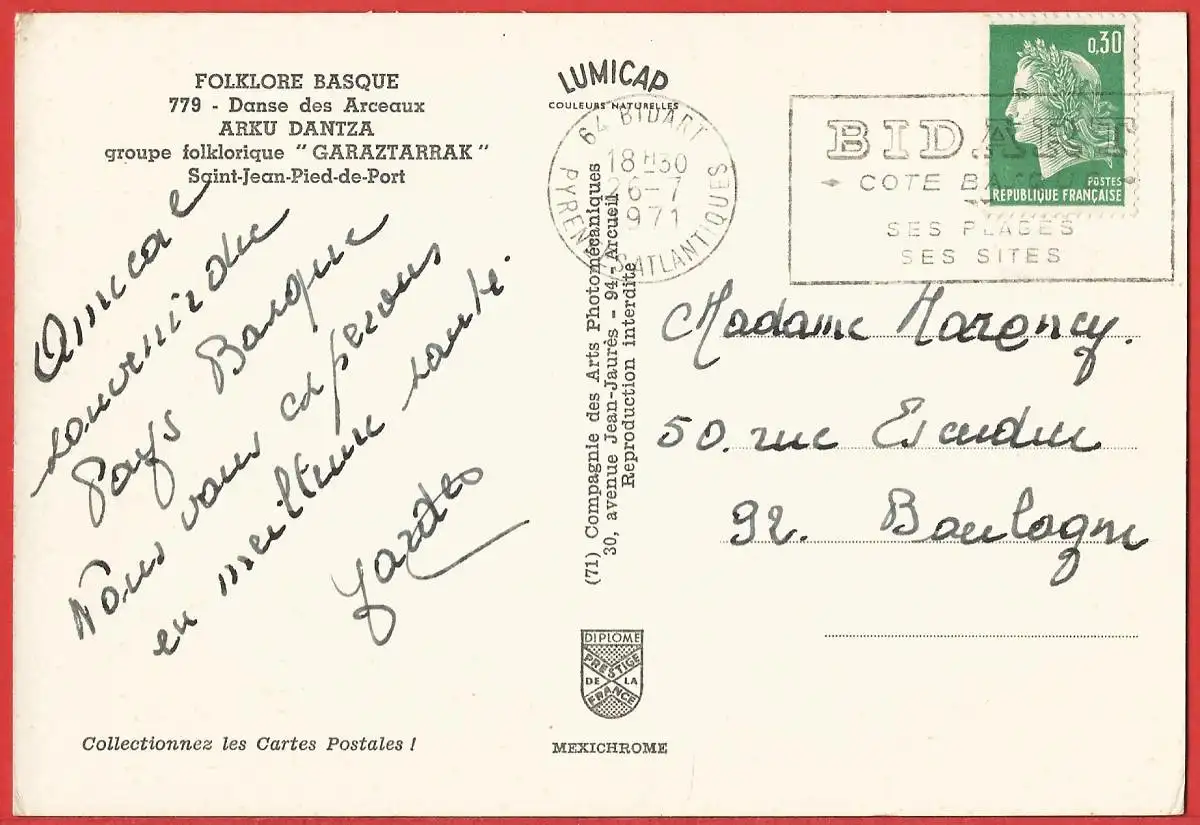 FOLKLORE BASQUE
779 - Danse des Arceaux
ARKU DANTZA
groupe folklorique "GARAZTARRAK"
Saint-Jean-Pied-de-Port
Amical
souvenir du
Pays Basque
Nous vous espérons
en meilleure santé.
Collectionnez les Cartes Postales !
LUMICAP
COULEURS NATURELLES
64 BIDART
18H30
26-7
1971
PYRENEES ATLANTIQUES
(71) Compagnie des Arts Photomécaniques
30, avenue Jean-Jaurès - 94-Arcueil
Reproduction interdite
DIPLOME
PRESTIGE
DE LA
FRANCE
MEXICHROME
0,30
POSTES
REPUBLIQUE FRANÇAISE
BIDART
COTE BASQUE
SES PLAGES
SES SITES
Madame Marency.
50. rue Escudier
92. Boulogne